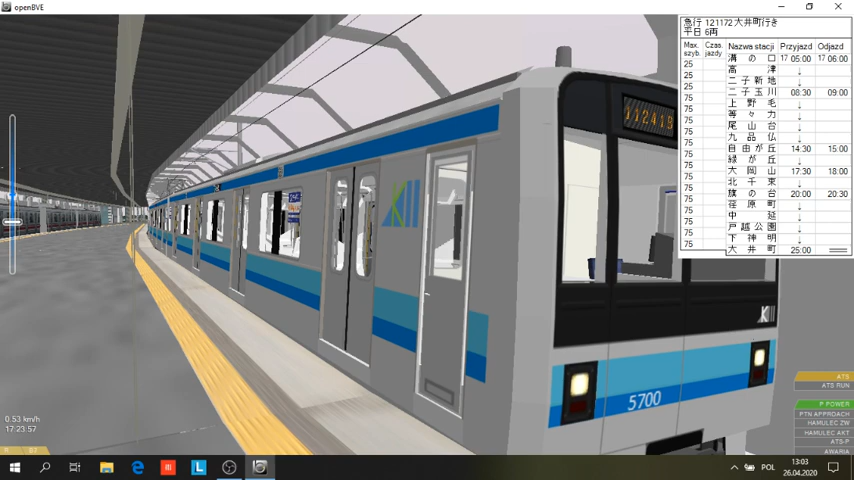 openBVE
急行 121172 大井町行き
平日 6両
Max. szyb. Czas. jazdy Nazwa stacji Przyjazd Odjazd
溝の口 17 05:00 17 06:00
25
高津 ↓
25
二子新地 ↓
25
二子玉川 08:30 09:00
75
上野毛 ↓
75
等々力 ↓
75
尾山台 ↓
75
九品仏 ↓
75
自由が丘 14:30 15:00
75
緑が丘 ↓
75
大岡山 17:30 18:00
75
北千束 ↓
75
旗の台 20:00 20:30
75
荏原町 ↓
75
中延 ↓
75
戸越公園 ↓
75
下神明 ↓
75
大井町 25:00
112419
5700
0.53 km/h
17:23:57
ATS
ATS RUN
P POWER
PTN APPROACH
HAMULEC ZW
HAMULEC AKT
ATS-P
AWARIA
POL
13:03
26.04.2020